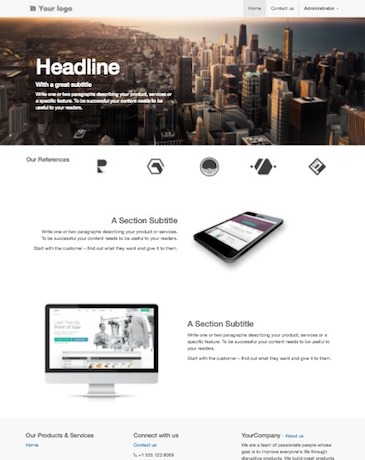 Your logo
Home
Contact us
Administrator
Headline
With a great subtitle
Write one or two paragraphs describing your product, services or
a specific feature. To be successful your content needs to be
useful to your readers.
Our References
A Section Subtitle
Write one or two paragraphs describing your product or services.
To be successful your content needs to be useful to your readers.
Start with the customer – find out what they want and give it to them.
A Section Subtitle
Write one or two paragraphs describing your product, services or a
specific feature. To be successful your content needs to be useful to
your readers.
Start with the customer – find out what they want and give it to them.
User-friendly
Point of Sale
Our Products & Services
Home
Connect with us
Contact us
+1 555 123 8069
YourCompany - About us
We are a team of passionate people whose
goal is to improve everyone's life through
disruptive products. We build great products